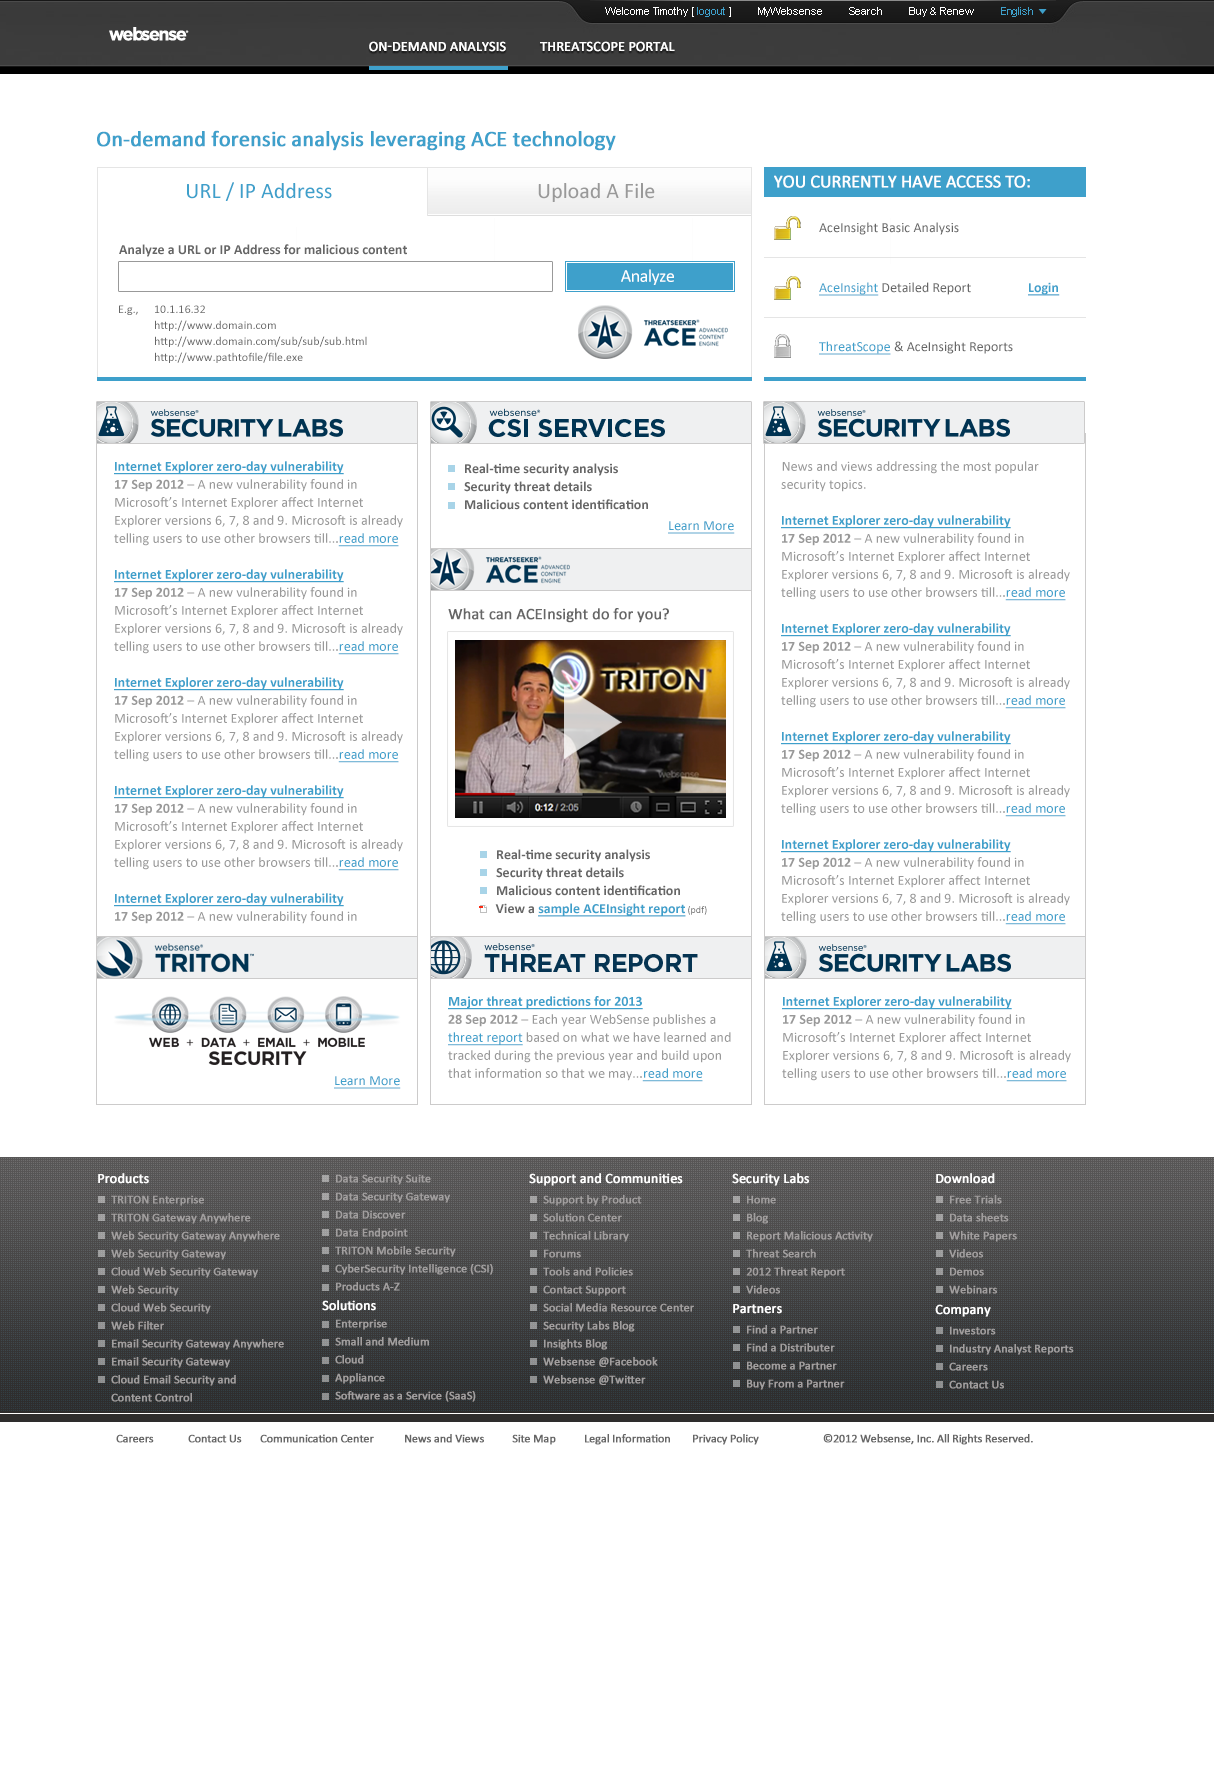 Welcome Timothy [ logout ] MyWebsense Search Buy & Renew English
websense®
ON-DEMAND ANALYSIS THREATSCOPE PORTAL
On-demand forensic analysis leveraging ACE technology
URL / IP Address
Upload A File
Analyze a URL or IP Address for malicious content
Analyze
E.g., 10.1.16.32
http://www.domain.com
http://www.domain.com/sub/sub/sub.html
http://www.pathtofile/file.exe
THREATSEEKER®
ACE ADVANCED CONTENT ENGINE
YOU CURRENTLY HAVE ACCESS TO:
AceInsight Basic Analysis
AceInsight Detailed Report Login
ThreatScope & AceInsight Reports
websense®
SECURITY LABS
Internet Explorer zero-day vulnerability
17 Sep 2012 – A new vulnerability found in
Microsoft's Internet Explorer affect Internet
Explorer versions 6, 7, 8 and 9. Microsoft is already
telling users to use other browsers till...read more
Internet Explorer zero-day vulnerability
17 Sep 2012 – A new vulnerability found in
Microsoft's Internet Explorer affect Internet
Explorer versions 6, 7, 8 and 9. Microsoft is already
telling users to use other browsers till...read more
Internet Explorer zero-day vulnerability
17 Sep 2012 – A new vulnerability found in
Microsoft's Internet Explorer affect Internet
Explorer versions 6, 7, 8 and 9. Microsoft is already
telling users to use other browsers till...read more
Internet Explorer zero-day vulnerability
17 Sep 2012 – A new vulnerability found in
Microsoft's Internet Explorer affect Internet
Explorer versions 6, 7, 8 and 9. Microsoft is already
telling users to use other browsers till...read more
Internet Explorer zero-day vulnerability
17 Sep 2012 – A new vulnerability found in
websense®
TRITON™
WEB + DATA + EMAIL + MOBILE
SECURITY
Learn More
websense®
CSI SERVICES
Real-time security analysis
Security threat details
Malicious content identification
Learn More
THREATSEEKER®
ACE ADVANCED CONTENT ENGINE
What can ACEInsight do for you?
TRITON™
websense
0:12 / 2:05
Real-time security analysis
Security threat details
Malicious content identification
View a sample ACEInsight report (pdf)
websense®
THREAT REPORT
Major threat predictions for 2013
28 Sep 2012 – Each year WebSense publishes a
threat report based on what we have learned and
tracked during the previous year and build upon
that information so that we may...read more
websense®
SECURITY LABS
News and views addressing the most popular
security topics.
Internet Explorer zero-day vulnerability
17 Sep 2012 – A new vulnerability found in
Microsoft's Internet Explorer affect Internet
Explorer versions 6, 7, 8 and 9. Microsoft is already
telling users to use other browsers till...read more
Internet Explorer zero-day vulnerability
17 Sep 2012 – A new vulnerability found in
Microsoft's Internet Explorer affect Internet
Explorer versions 6, 7, 8 and 9. Microsoft is already
telling users to use other browsers till...read more
Internet Explorer zero-day vulnerability
17 Sep 2012 – A new vulnerability found in
Microsoft's Internet Explorer affect Internet
Explorer versions 6, 7, 8 and 9. Microsoft is already
telling users to use other browsers till...read more
Internet Explorer zero-day vulnerability
17 Sep 2012 – A new vulnerability found in
Microsoft's Internet Explorer affect Internet
Explorer versions 6, 7, 8 and 9. Microsoft is already
telling users to use other browsers till...read more
websense®
SECURITY LABS
Internet Explorer zero-day vulnerability
17 Sep 2012 – A new vulnerability found in
Microsoft's Internet Explorer affect Internet
Explorer versions 6, 7, 8 and 9. Microsoft is already
telling users to use other browsers till...read more
Products
TRITON Enterprise
TRITON Gateway Anywhere
Web Security Gateway Anywhere
Web Security Gateway
Cloud Web Security Gateway
Web Security
Cloud Web Security
Web Filter
Email Security Gateway Anywhere
Email Security Gateway
Cloud Email Security and
Content Control
Data Security Suite
Data Security Gateway
Data Discover
Data Endpoint
TRITON Mobile Security
CyberSecurity Intelligence (CSI)
Products A-Z
Solutions
Enterprise
Small and Medium
Cloud
Appliance
Software as a Service (SaaS)
Support and Communities
Support by Product
Solution Center
Technical Library
Forums
Tools and Policies
Contact Support
Social Media Resource Center
Security Labs Blog
Insights Blog
Websense @Facebook
Websense @Twitter
Security Labs
Home
Blog
Report Malicious Activity
Threat Search
2012 Threat Report
Videos
Partners
Find a Partner
Find a Distributer
Become a Partner
Buy From a Partner
Download
Free Trials
Data sheets
White Papers
Videos
Demos
Webinars
Company
Investors
Industry Analyst Reports
Careers
Contact Us
Careers Contact Us Communication Center News and Views Site Map Legal Information Privacy Policy ©2012 Websense, Inc. All Rights Reserved.